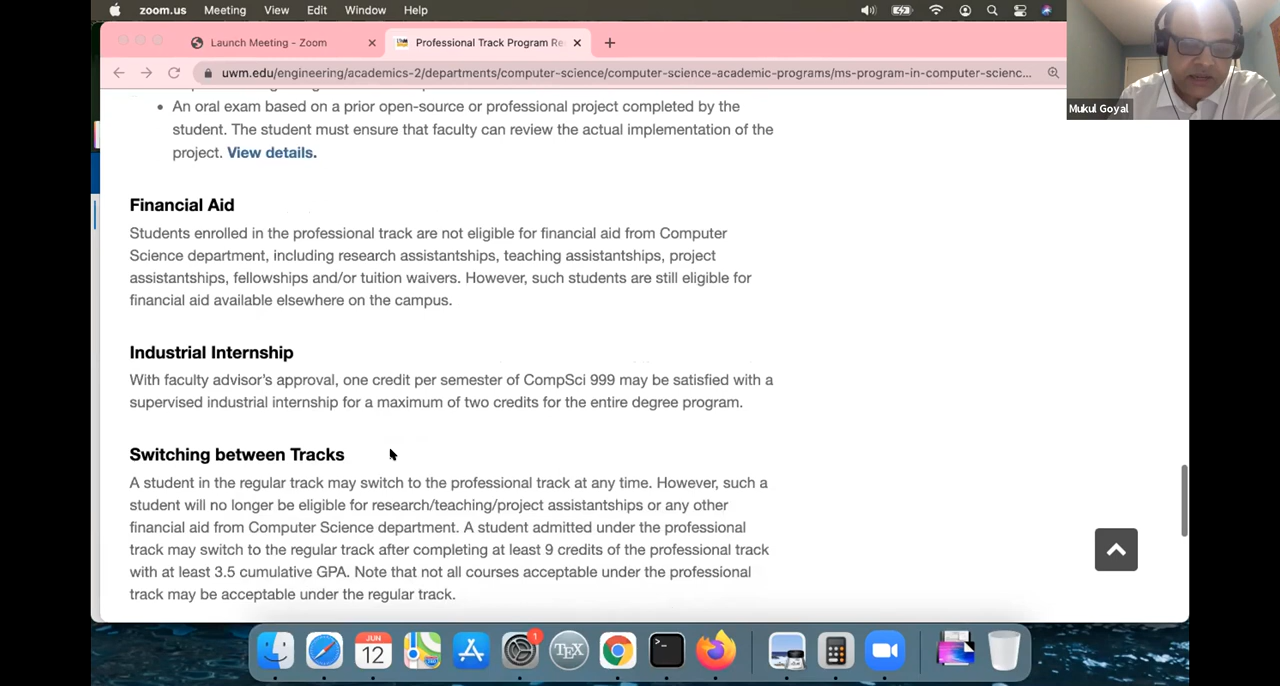 zoom.us Meeting View Edit Window Help
Launch Meeting - Zoom
Professional Track Program Re
uwm.edu/engineering/academics-2/departments/computer-science/computer-science-academic-programs/ms-program-in-computer-scienc...
Mukul Goyal
• An oral exam based on a prior open-source or professional project completed by the
student. The student must ensure that faculty can review the actual implementation of the
project. View details.
Financial Aid
Students enrolled in the professional track are not eligible for financial aid from Computer
Science department, including research assistantships, teaching assistantships, project
assistantships, fellowships and/or tuition waivers. However, such students are still eligible for
financial aid available elsewhere on the campus.
Industrial Internship
With faculty advisor's approval, one credit per semester of CompSci 999 may be satisfied with a
supervised industrial internship for a maximum of two credits for the entire degree program.
Switching between Tracks
A student in the regular track may switch to the professional track at any time. However, such a
student will no longer be eligible for research/teaching/project assistantships or any other
financial aid from Computer Science department. A student admitted under the professional
track may switch to the regular track after completing at least 9 credits of the professional track
with at least 3.5 cumulative GPA. Note that not all courses acceptable under the professional
track may be acceptable under the regular track.
JUN
12
1
TEX